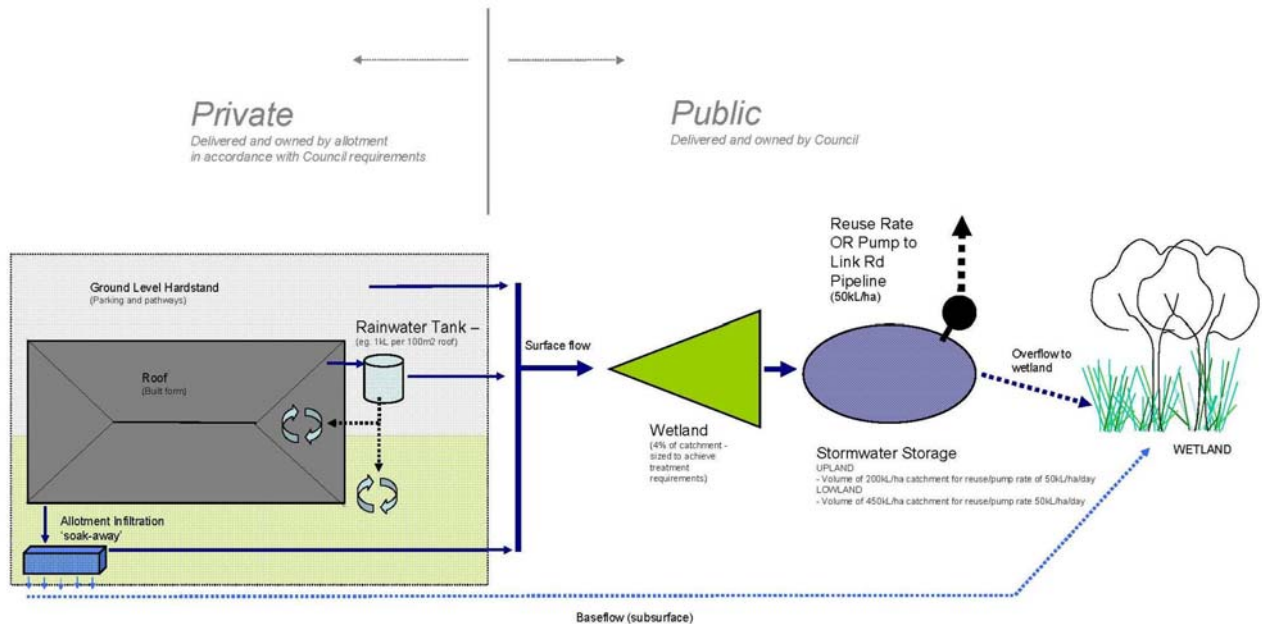 Private
Delivered and owned by allotment
in accordance with Council requirements
Public
Delivered and owned by Council
Ground Level Hardstand
(Parking and pathways)
Rainwater Tank –
(eg. 1kL per 100m2 roof)
Roof
(Built form)
Allotment Infiltration
'soak-away'
Surface flow
Wetland
(4% of catchment -
sized to achieve
treatment
requirements)
Reuse Rate
OR Pump to
Link Rd
Pipeline
(50kL/ha)
Stormwater Storage
UPLAND
- Volume of 200kL/ha catchment for reuse/pump rate of 50kL/ha/day
LOWLAND
- Volume of 450kL/ha catchment for reuse/pump rate 50kL/ha/day
Overflow to
wetland
WETLAND
Baseflow (subsurface)